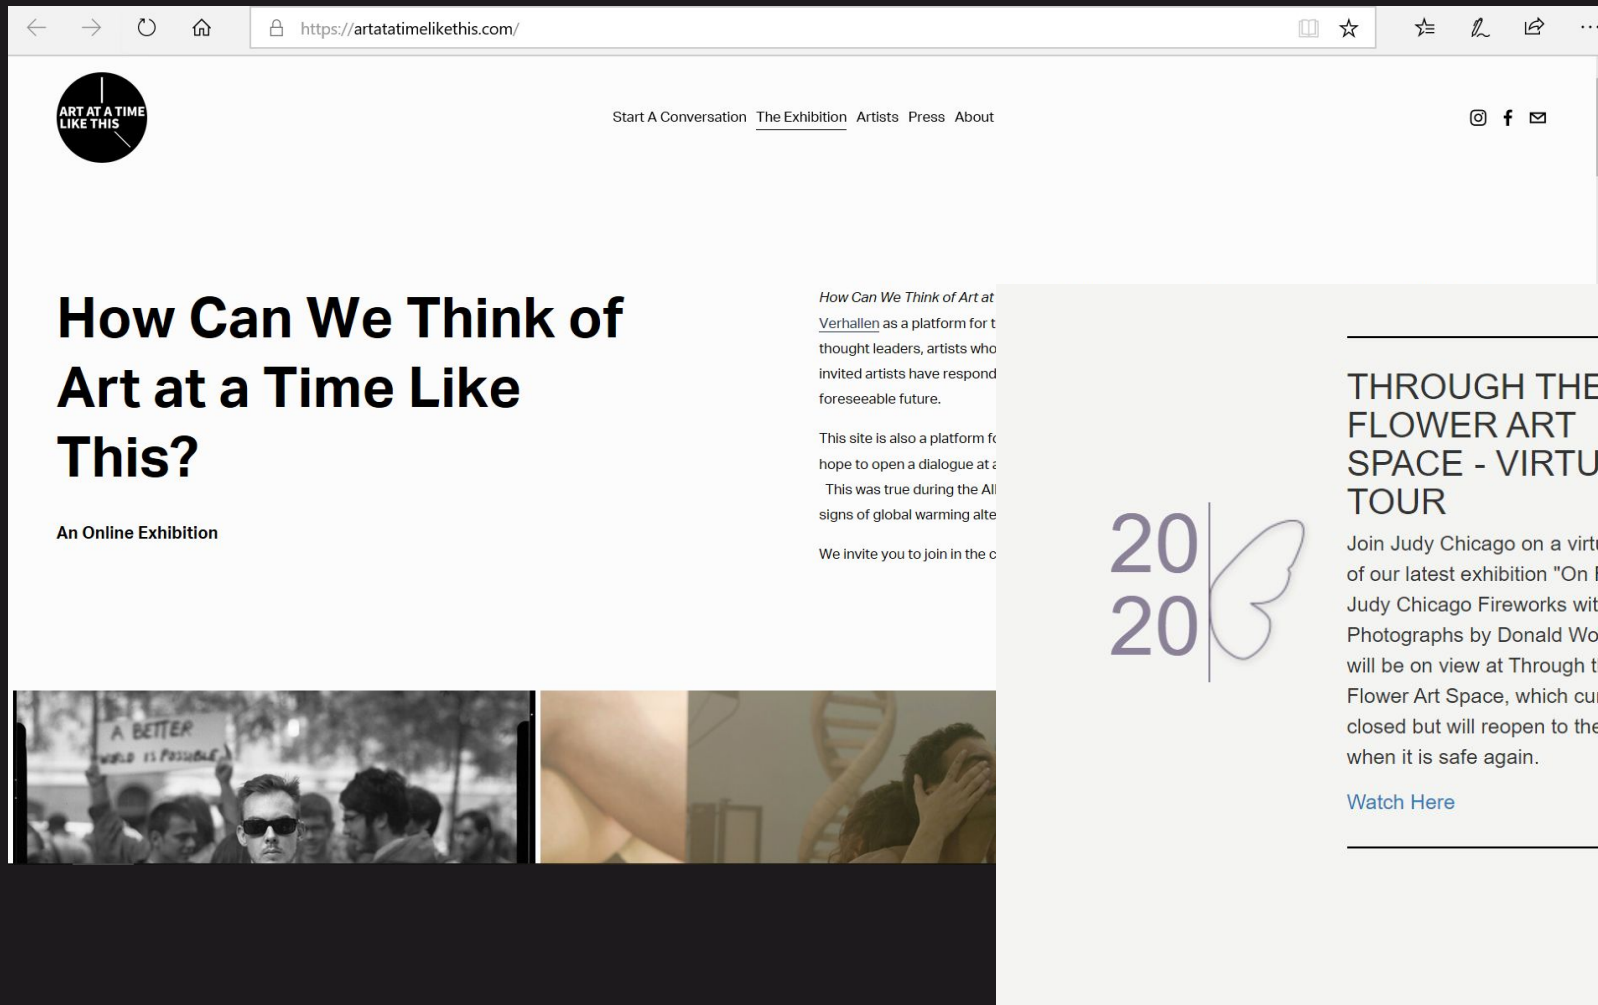 https://artatatimelikethis.com/
ART AT A TIME
LIKE THIS
Start A Conversation The Exhibition Artists Press About
How Can We Think of
Art at a Time Like
This?
An Online Exhibition
How Can We Think of Art at
Verhallen as a platform for
thought leaders, artists who
invited artists have respond
foreseeable future.
This site is also a platform
hope to open a dialogue at
This was true during the
signs of global warming
We invite you to join in the
A BETTER
WORLD IS POSSIBLE
20
20
THROUGH THE
FLOWER ART
SPACE - VIRTU
TOUR
Join Judy Chicago on a virtu
of our latest exhibition "On
Judy Chicago Fireworks
Photographs by Donald Wo
will be on view at Through
Flower Art Space, which
closed but will reopen to the
when it is safe again.
Watch Here